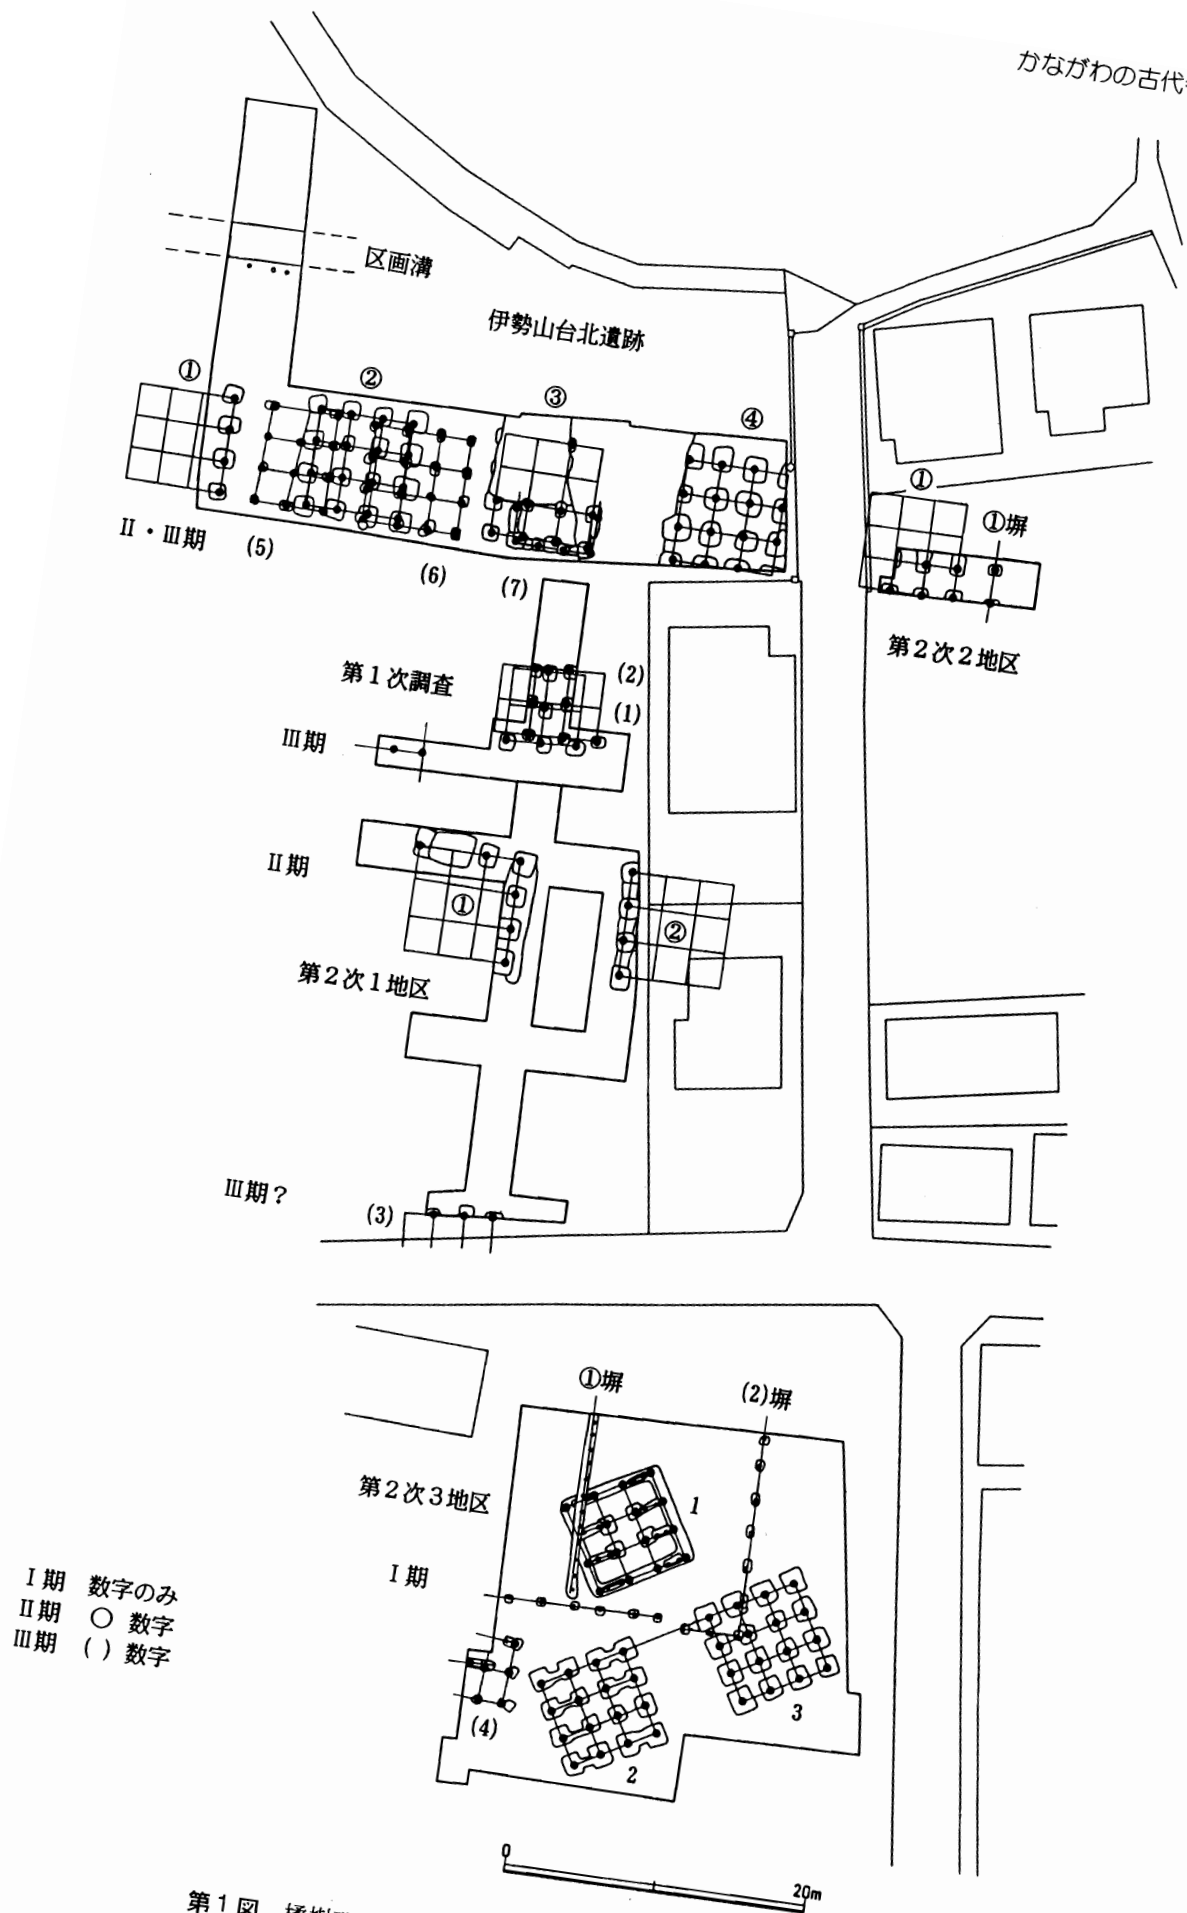 かながわの古代
区画溝
伊勢山台北遺跡
①
②
③
④
①
①塀
Ⅱ・Ⅲ期
(5)
(6)
(7)
第2次2地区
第1次調査
(2)
(1)
Ⅲ期
Ⅱ期
①
②
第2次1地区
Ⅲ期？
(3)
①塀
(2)塀
第2次3地区
1
Ⅰ期
(4)
2
3
Ⅰ期 数字のみ
Ⅱ期 ○ 数字
Ⅲ期 ( ) 数字
0
20m
第1図